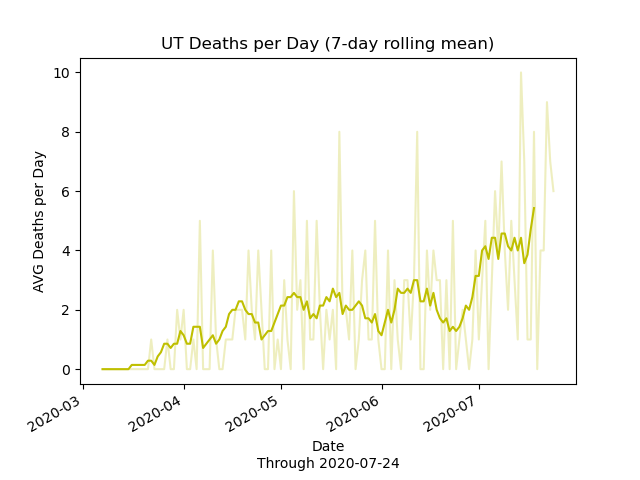 UT Deaths per Day (7-day rolling mean)
10
8
6
4
2
0
AVG Deaths per Day
2020-03
2020-04
2020-05
2020-06
2020-07
Date
Through 2020-07-24